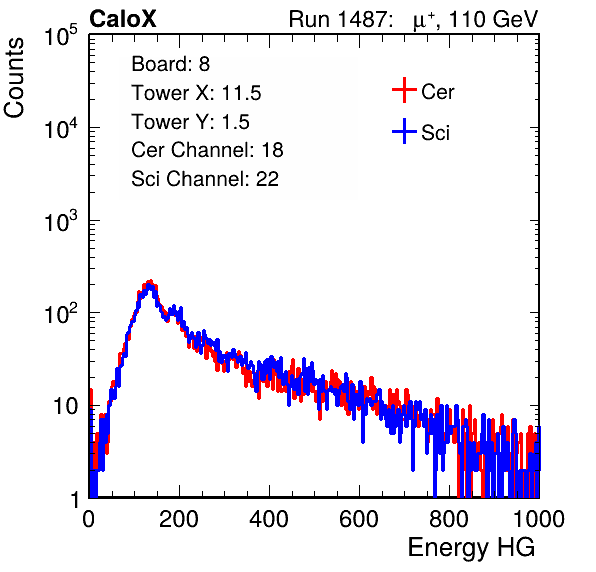 CaloX Run 1487: μ⁺, 110 GeV
Counts
10⁵
10⁴
10³
10²
10
1
Board: 8
Tower X: 11.5
Tower Y: 1.5
Cer Channel: 18
Sci Channel: 22
Cer
Sci
0 200 400 600 800 1000
Energy HG